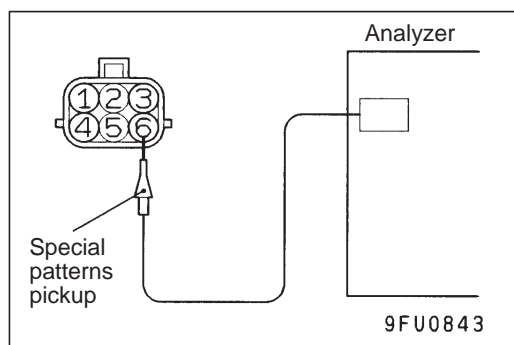 Analyzer
1 2 3
4 5 6
Special
patterns
pickup
9FU0843